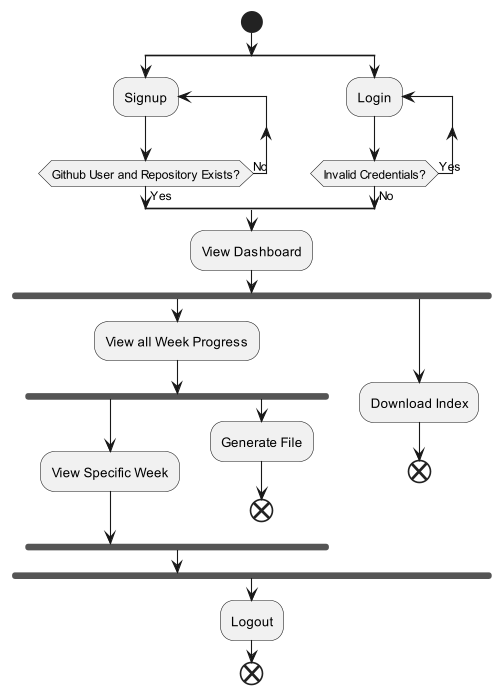 Signup
Login
Github User and Repository Exists?
No
Invalid Credentials?
Yes
Yes
No
View Dashboard
View all Week Progress
Download Index
Generate File
View Specific Week
Logout